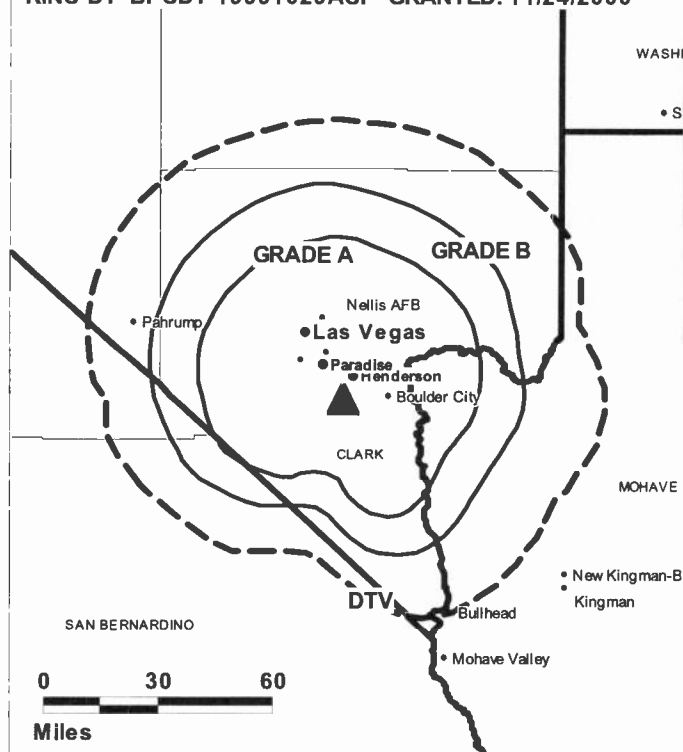 WASHI
S
GRADE A
GRADE B
Nellis AFB
Pahrump
Las Vegas
Paradise
Henderson
Boulder City
CLARK
MOHAVE
New Kingman-B
Kingman
DTV
Bullhead
SAN BERNARDINO
Mohave Valley
0 30 60
Miles